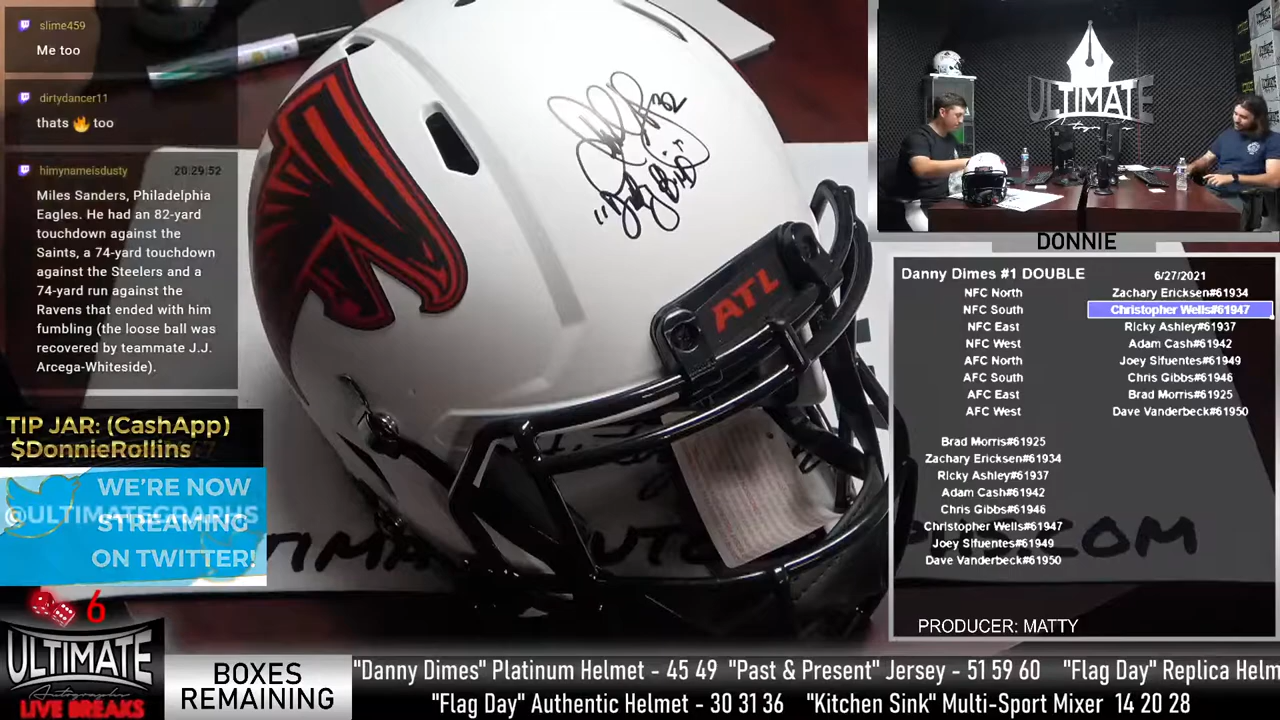 slime459
Me too
dirtydancer11
thats 🔥 too
himynameisdusty 20:29:52
Miles Sanders, Philadelphia
Eagles. He had an 82-yard
touchdown against the
Saints, a 74-yard touchdown
against the Steelers and a
74-yard run against the
Ravens that ended with him
fumbling (the loose ball was
recovered by teammate J.J.
Arcega-Whiteside).
TIP JAR: (CashApp)
$DonnieRollins
WE'RE NOW
@ULTIMATEGRAPHS
STREAMING
ON TWITTER!
6
ULTIMATE
Autographs
LIVE BREAKS
32
"Dirty Bird"
ATL
ULTIMATE
Autographs
DONNIE
Danny Dimes #1 DOUBLE 6/27/2021
NFC North Zachary Ericksen#61934
NFC South Christopher Wells#61947
NFC East Ricky Ashley#61937
NFC West Adam Cash#61942
AFC North Joey SIfuentes#61949
AFC South Chris Gibbs#61946
AFC East Brad Morris#61925
AFC West Dave Vanderbeck#61950
Brad Morris#61925
Zachary Ericksen#61934
Ricky Ashley#61937
Adam Cash#61942
Chris Gibbs#61946
Christopher Wells#61947
Joey SIfuentes#61949
Dave Vanderbeck#61950
PRODUCER: MATTY
BOXES
REMAINING
"Danny Dimes" Platinum Helmet - 45 49 "Past & Present" Jersey - 51 59 60 "Flag Day" Replica Helm
"Flag Day" Authentic Helmet - 30 31 36 "Kitchen Sink" Multi-Sport Mixer 14 20 28